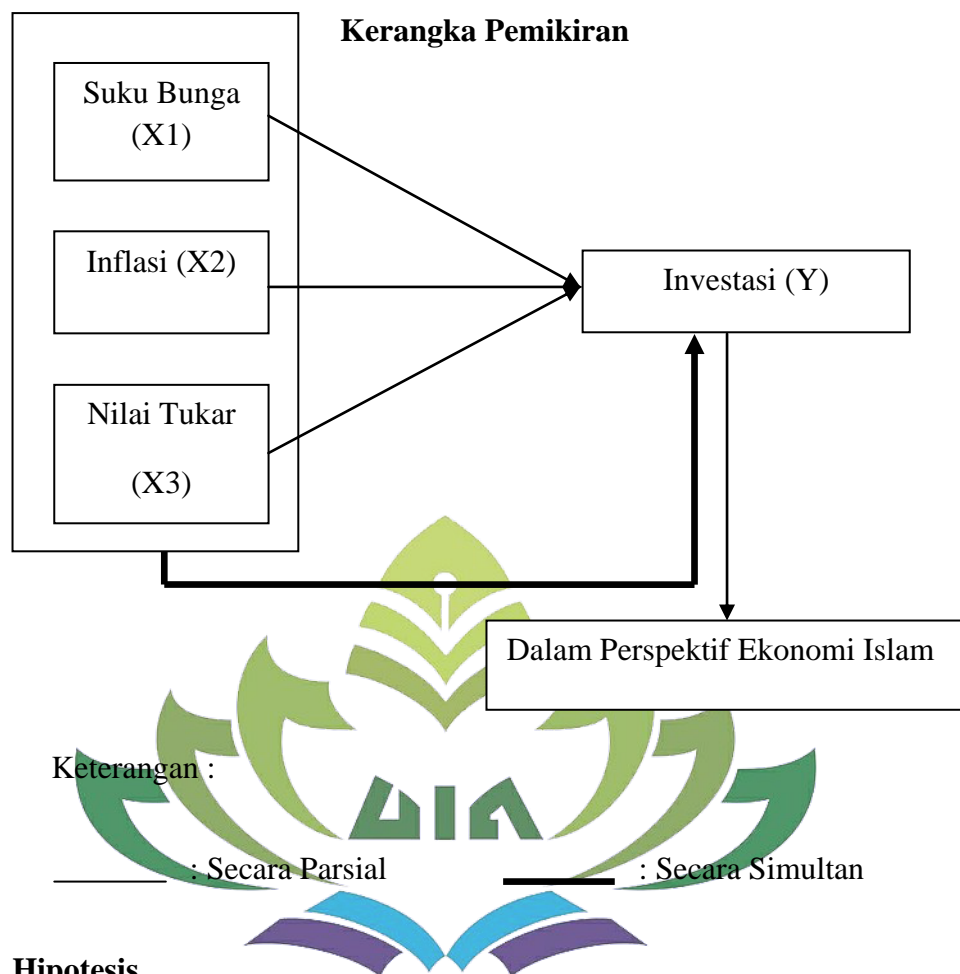 Kerangka Pemikiran
Suku Bunga
(X1)
Inflasi (X2)
Investasi (Y)
Nilai Tukar
(X3)
Dalam Perspektif Ekonomi Islam
Keterangan :
UIN
: Secara Parsial : Secara Simultan
Hipotesis